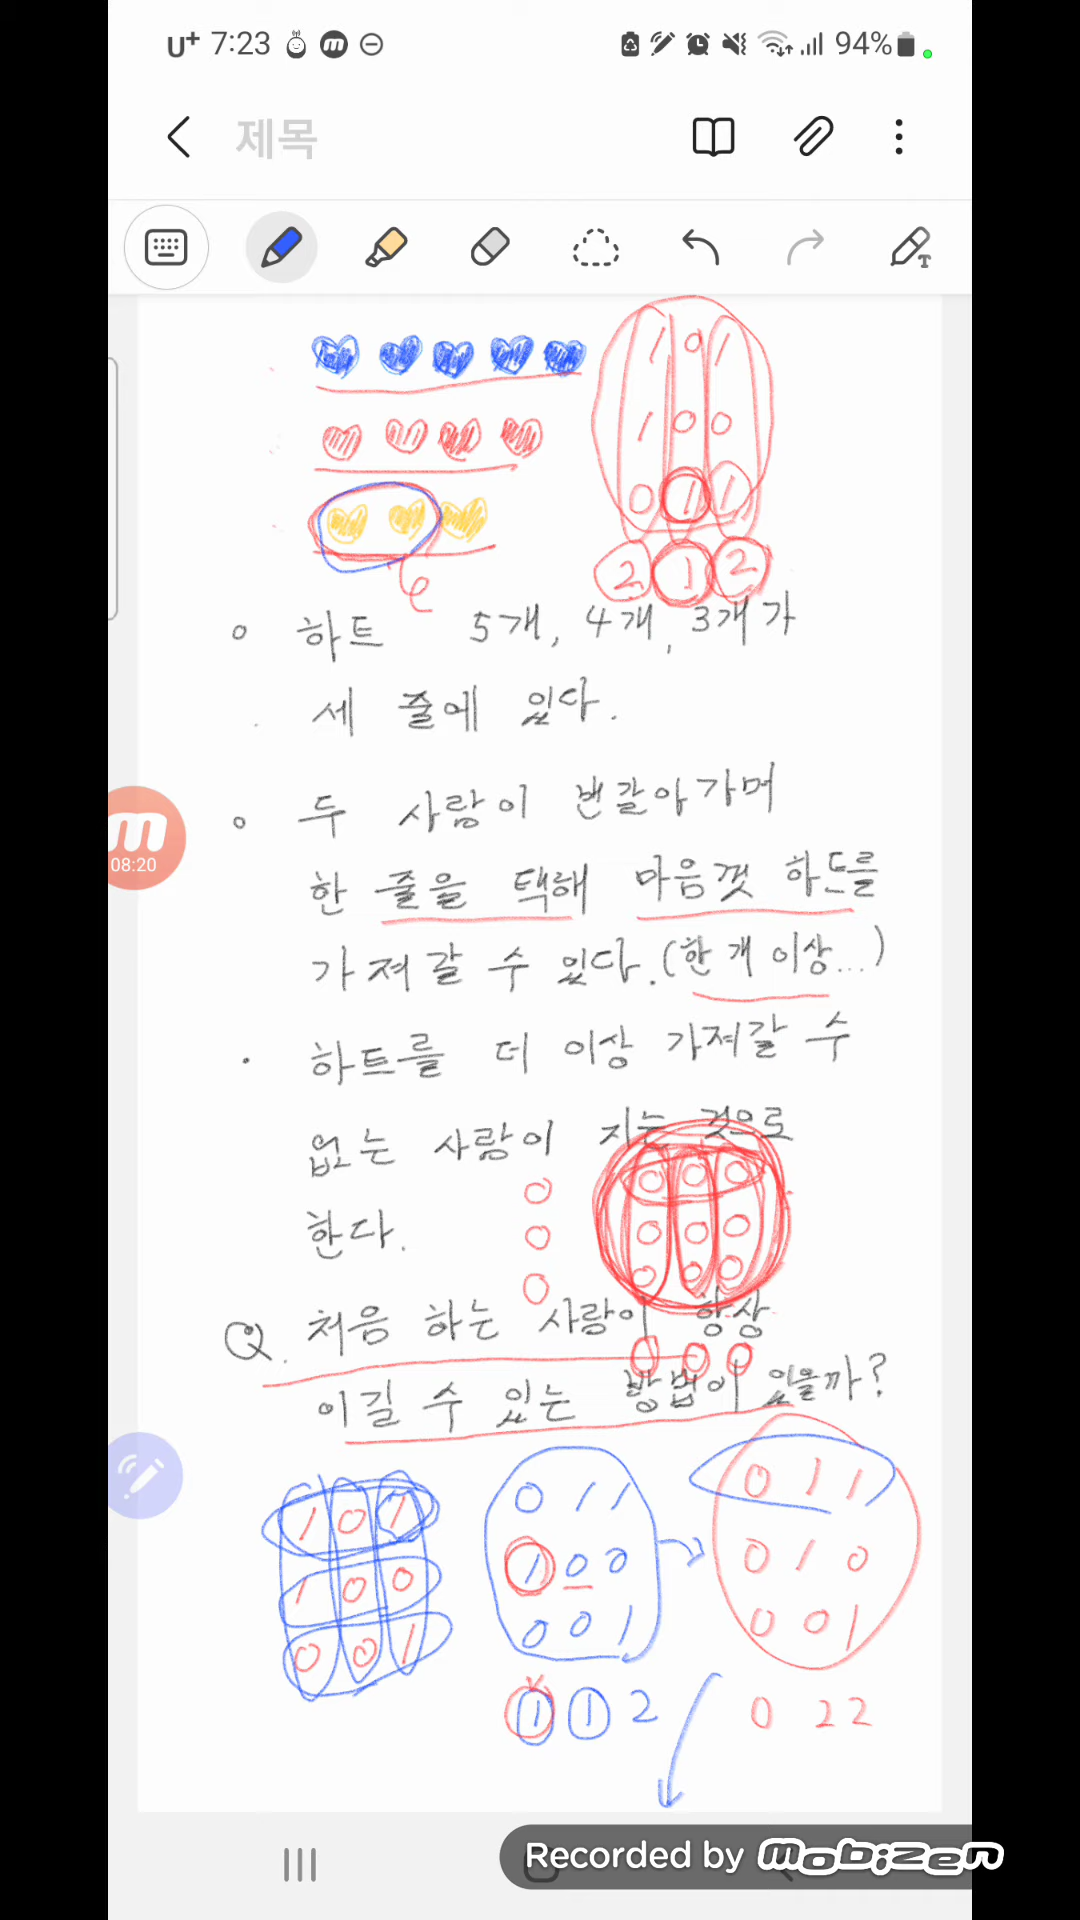 U+ 7:23 94%
제목
1 0 1
1 0 0
0 1 1
2 1 2
하트 5개, 4개, 3개가
세 줄에 있다.
두 사람이 번갈아가며
한 줄을 택해 마음껏 하트를
가져갈 수 있다. (한 개 이상...)
08:20
하트를 더 이상 가져갈 수
없는 사람이 지는 것으로
한다.
Q. 처음 하는 사람이 항상
이길 수 있는 방법이 있을까?
1 0 1
1 0 0
0 0 1
0 1 1
1 0 0
0 0 1
1 1 2
0 1 1
0 1 0
0 0 1
0 2 2
Recorded by mobizen